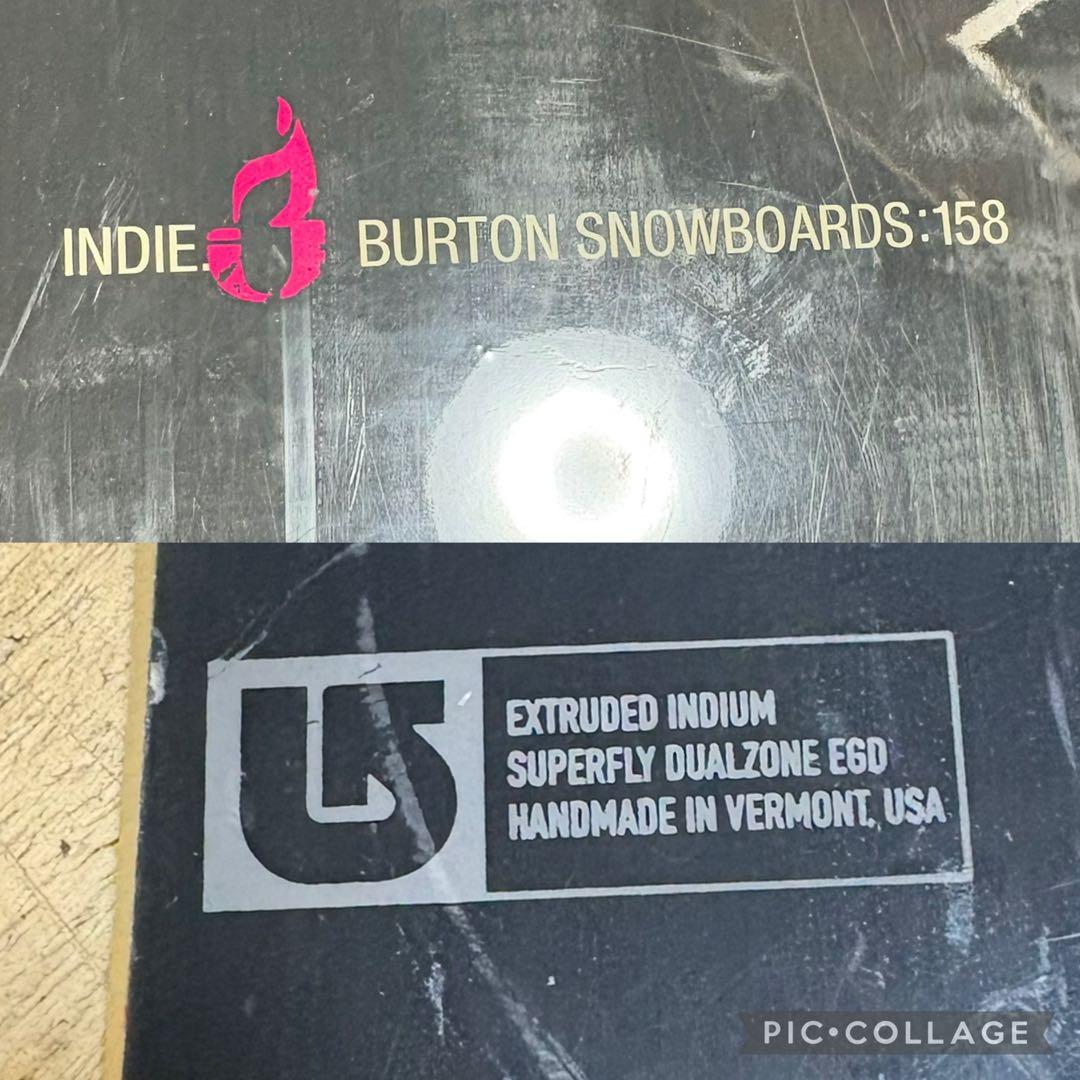 INDIE. BURTON SNOWBOARDS:158
EXTRUDED INDIUM
SUPERFLY DUALZONE EGD
HANDMADE IN VERMONT, USA
PIC•COLLAGE